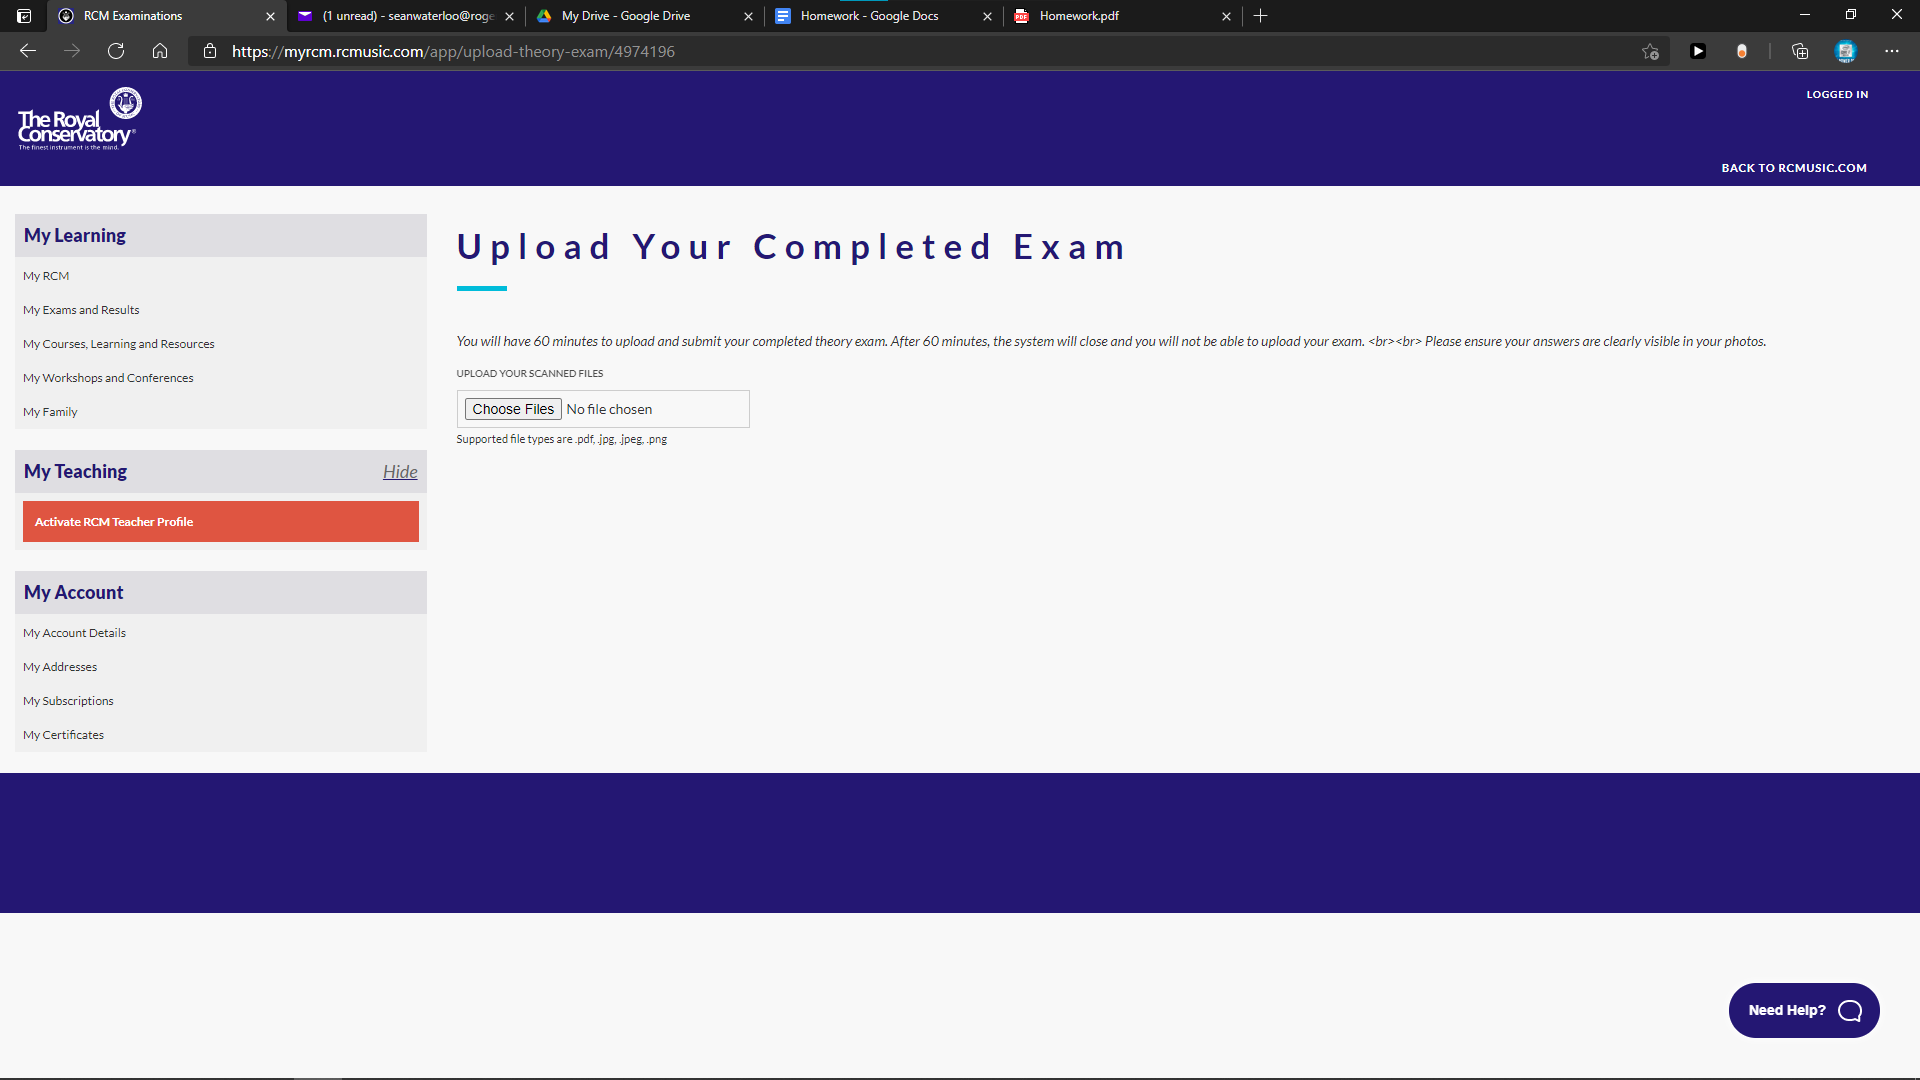 RCM Examinations
(1 unread) - seanwaterloo@roge
My Drive - Google Drive
Homework - Google Docs
PDF
Homework.pdf
https://myrcm.rcmusic.com/app/upload-theory-exam/4974196
The Royal
Conservatory®
The finest instrument is the mind.
LOGGED IN
BACK TO RCMUSIC.COM
My Learning
My RCM
My Exams and Results
My Courses, Learning and Resources
My Workshops and Conferences
My Family
My Teaching
Hide
Activate RCM Teacher Profile
My Account
My Account Details
My Addresses
My Subscriptions
My Certificates
Upload Your Completed Exam
You will have 60 minutes to upload and submit your completed theory exam. After 60 minutes, the system will close and you will not be able to upload your exam. <br><br> Please ensure your answers are clearly visible in your photos.
UPLOAD YOUR SCANNED FILES
Choose Files No file chosen
Supported file types are .pdf, .jpg, .jpeg, .png
Need Help?